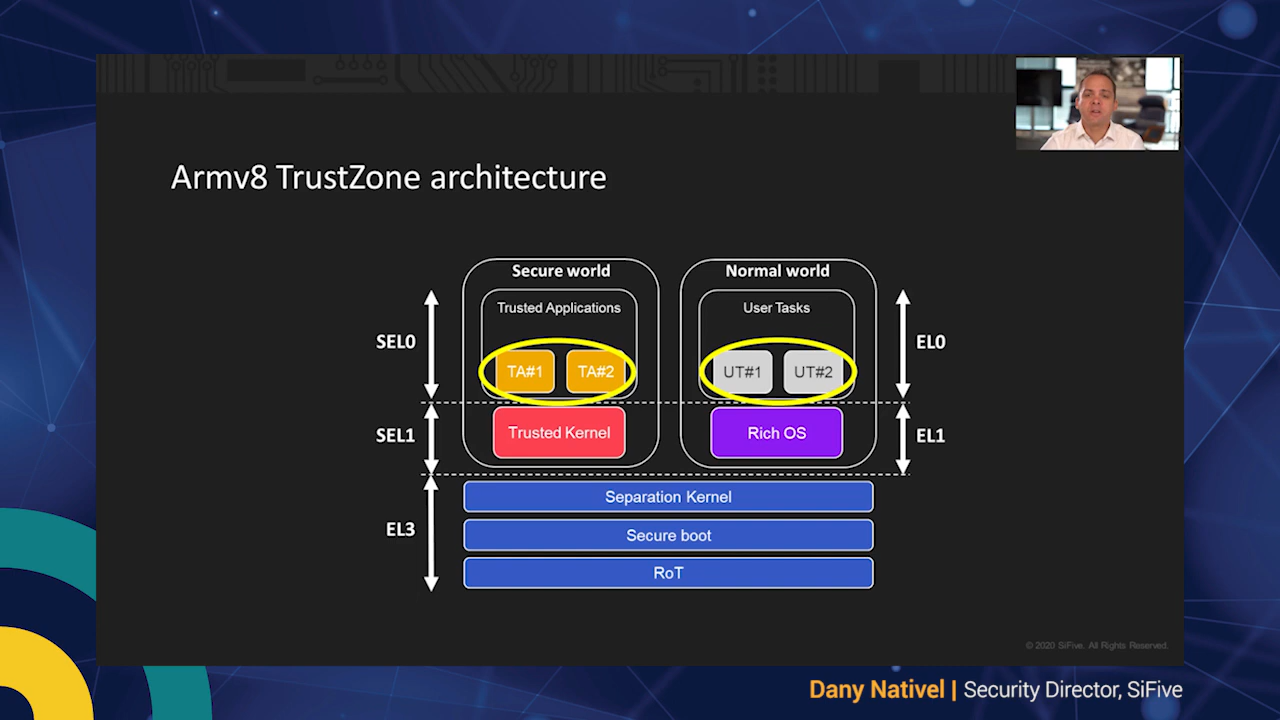 Armv8 TrustZone architecture
Secure world
Normal world
Trusted Applications
User Tasks
SEL0
EL0
TA#1
TA#2
UT#1
UT#2
SEL1
Trusted Kernel
Rich OS
EL1
Separation Kernel
EL3
Secure boot
RoT
© 2020 SiFive. All Rights Reserved.
Dany Nativel | Security Director, SiFive